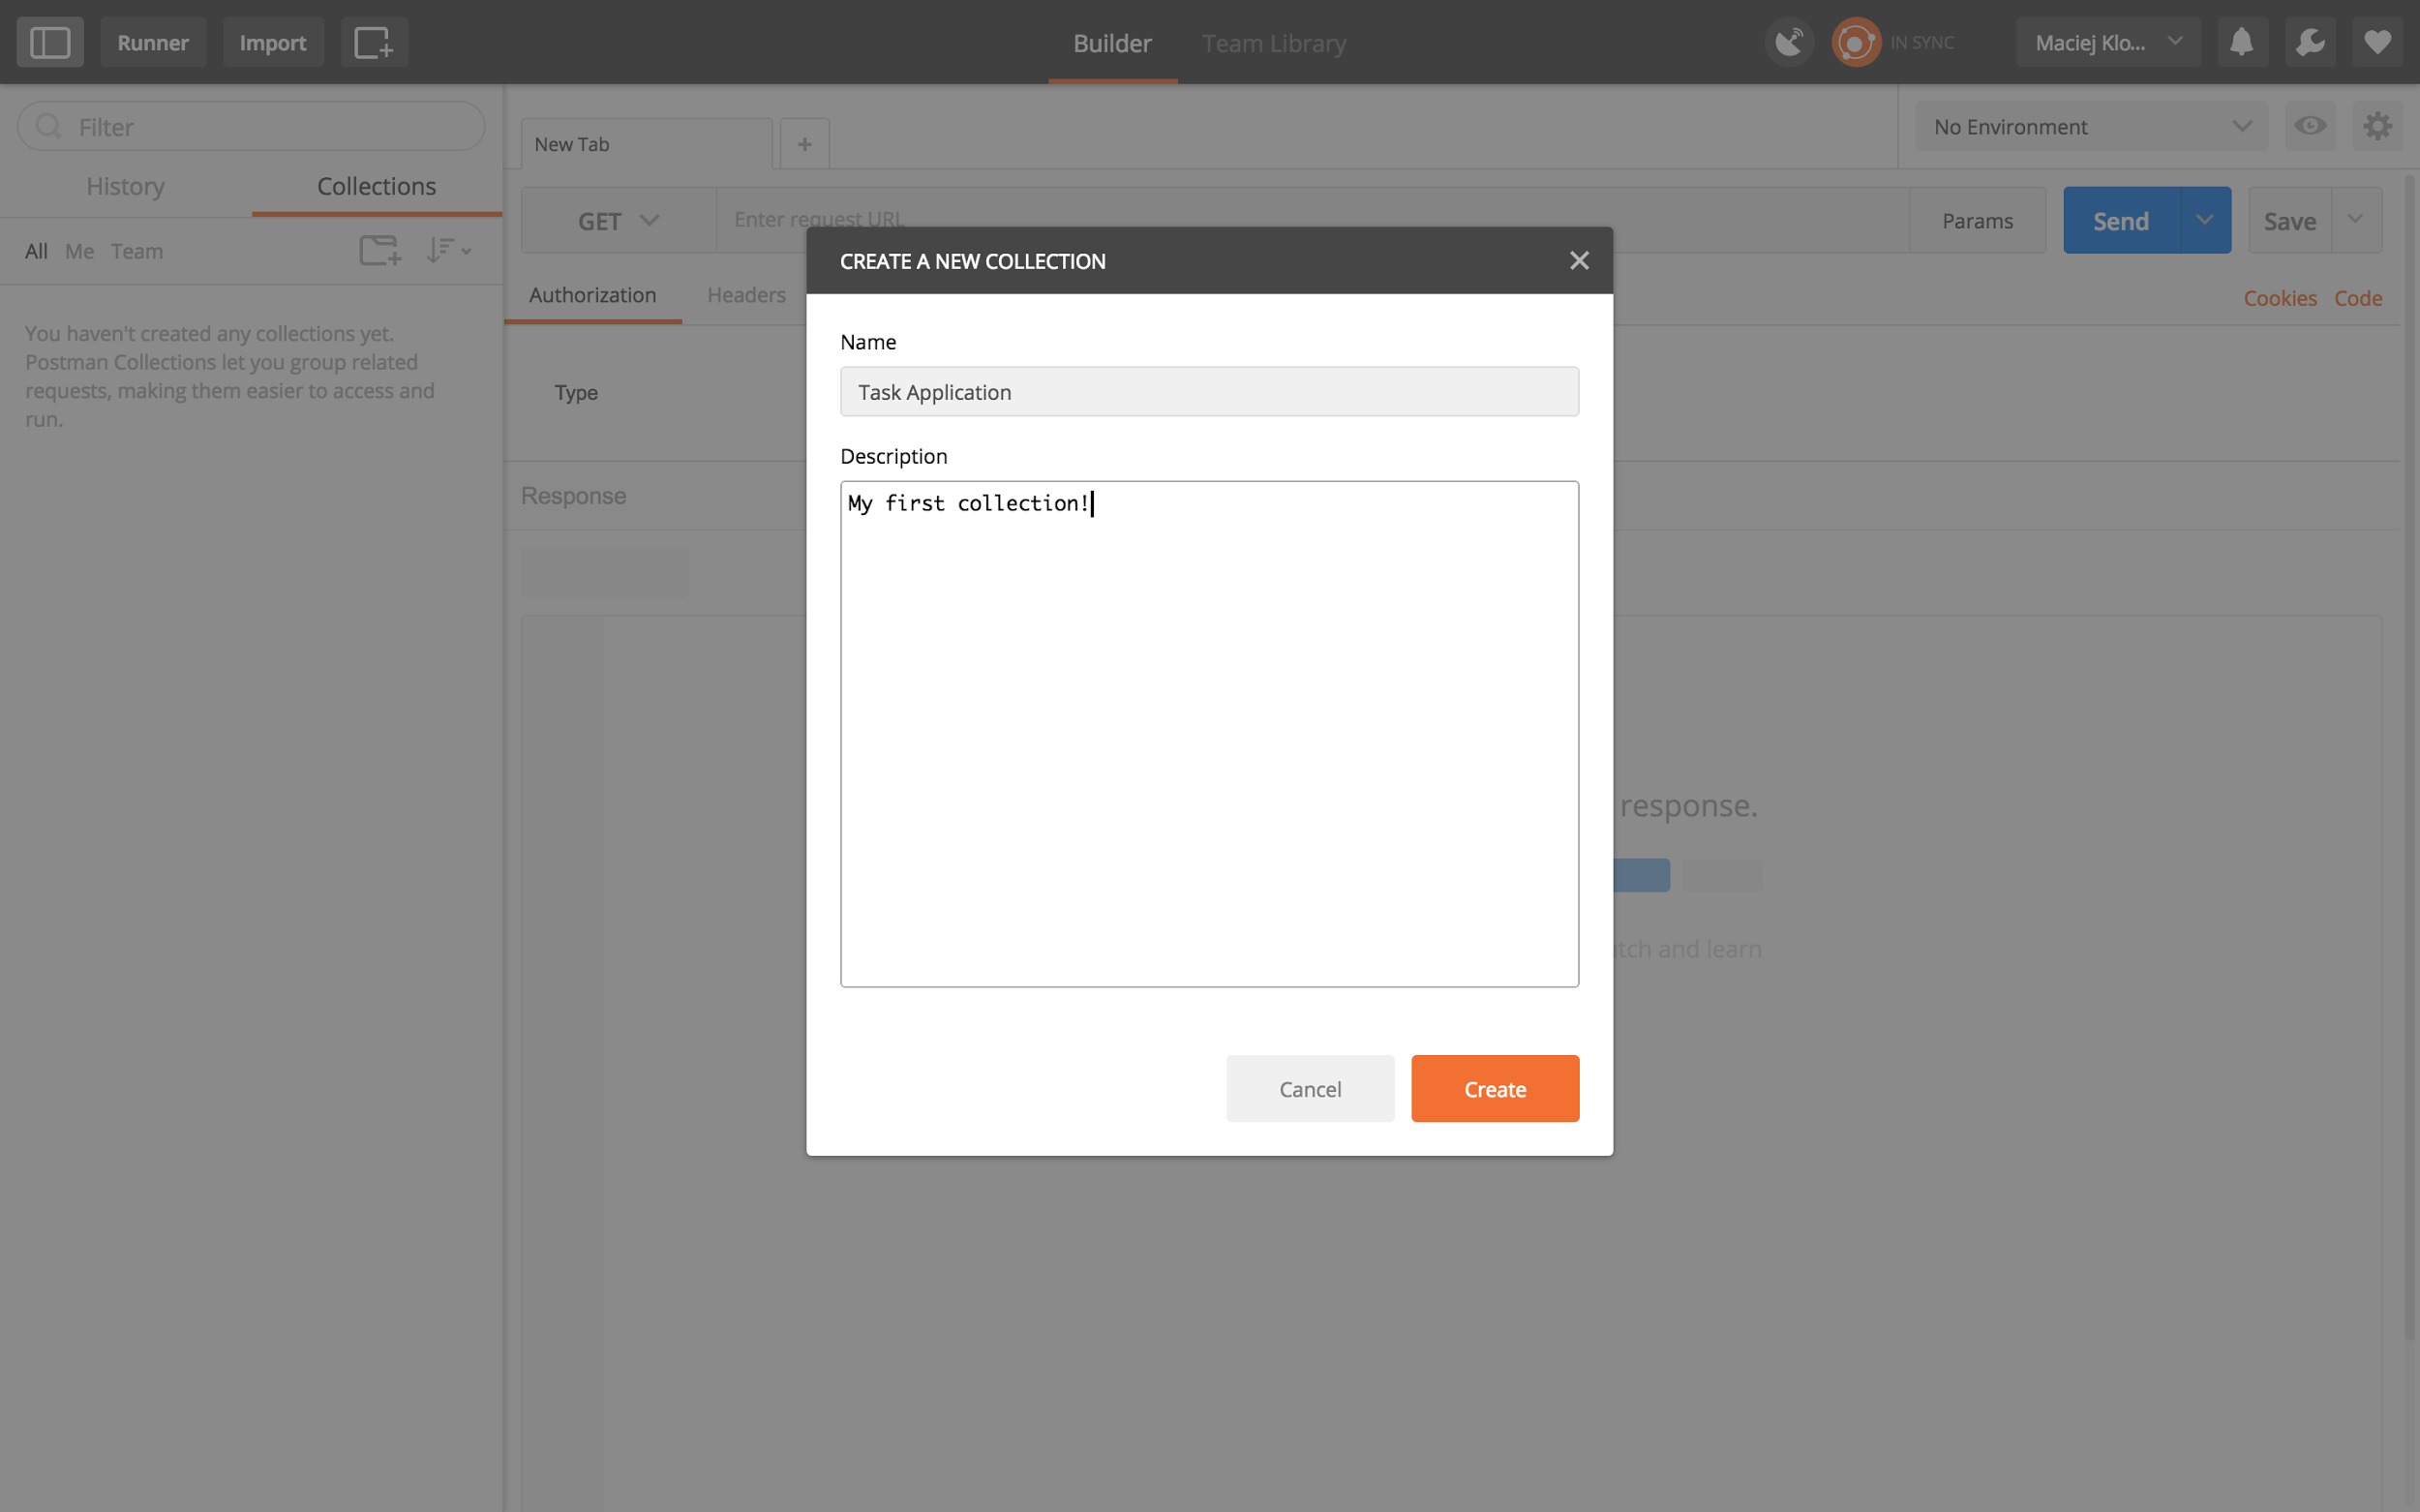 Runner
Import
Builder
Team Library
IN SYNC
Maciej Klo...
Filter
History
Collections
All
Me
Team
You haven't created any collections yet.
Postman Collections let you group related
requests, making them easier to access and
run.
New Tab
+
No Environment
GET
Enter request URL
Params
Send
Save
Authorization
Headers
Cookies
Code
Type
Response
CREATE A NEW COLLECTION
Name
Task Application
Description
My first collection!
Cancel
Create
response.
and learn